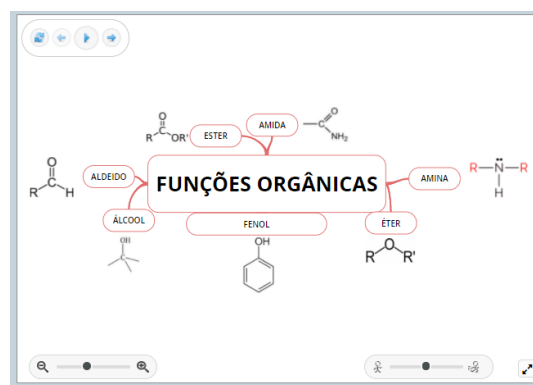 O
R
OR'
ESTER
AMIDA
O
NH₂
O
R
H
ALDEIDO
FUNÇÕES ORGÂNICAS
AMINA
R
N
R
H
ÁLCOOL
OH
C
FENOL
OH
ÉTER
O
R
R'